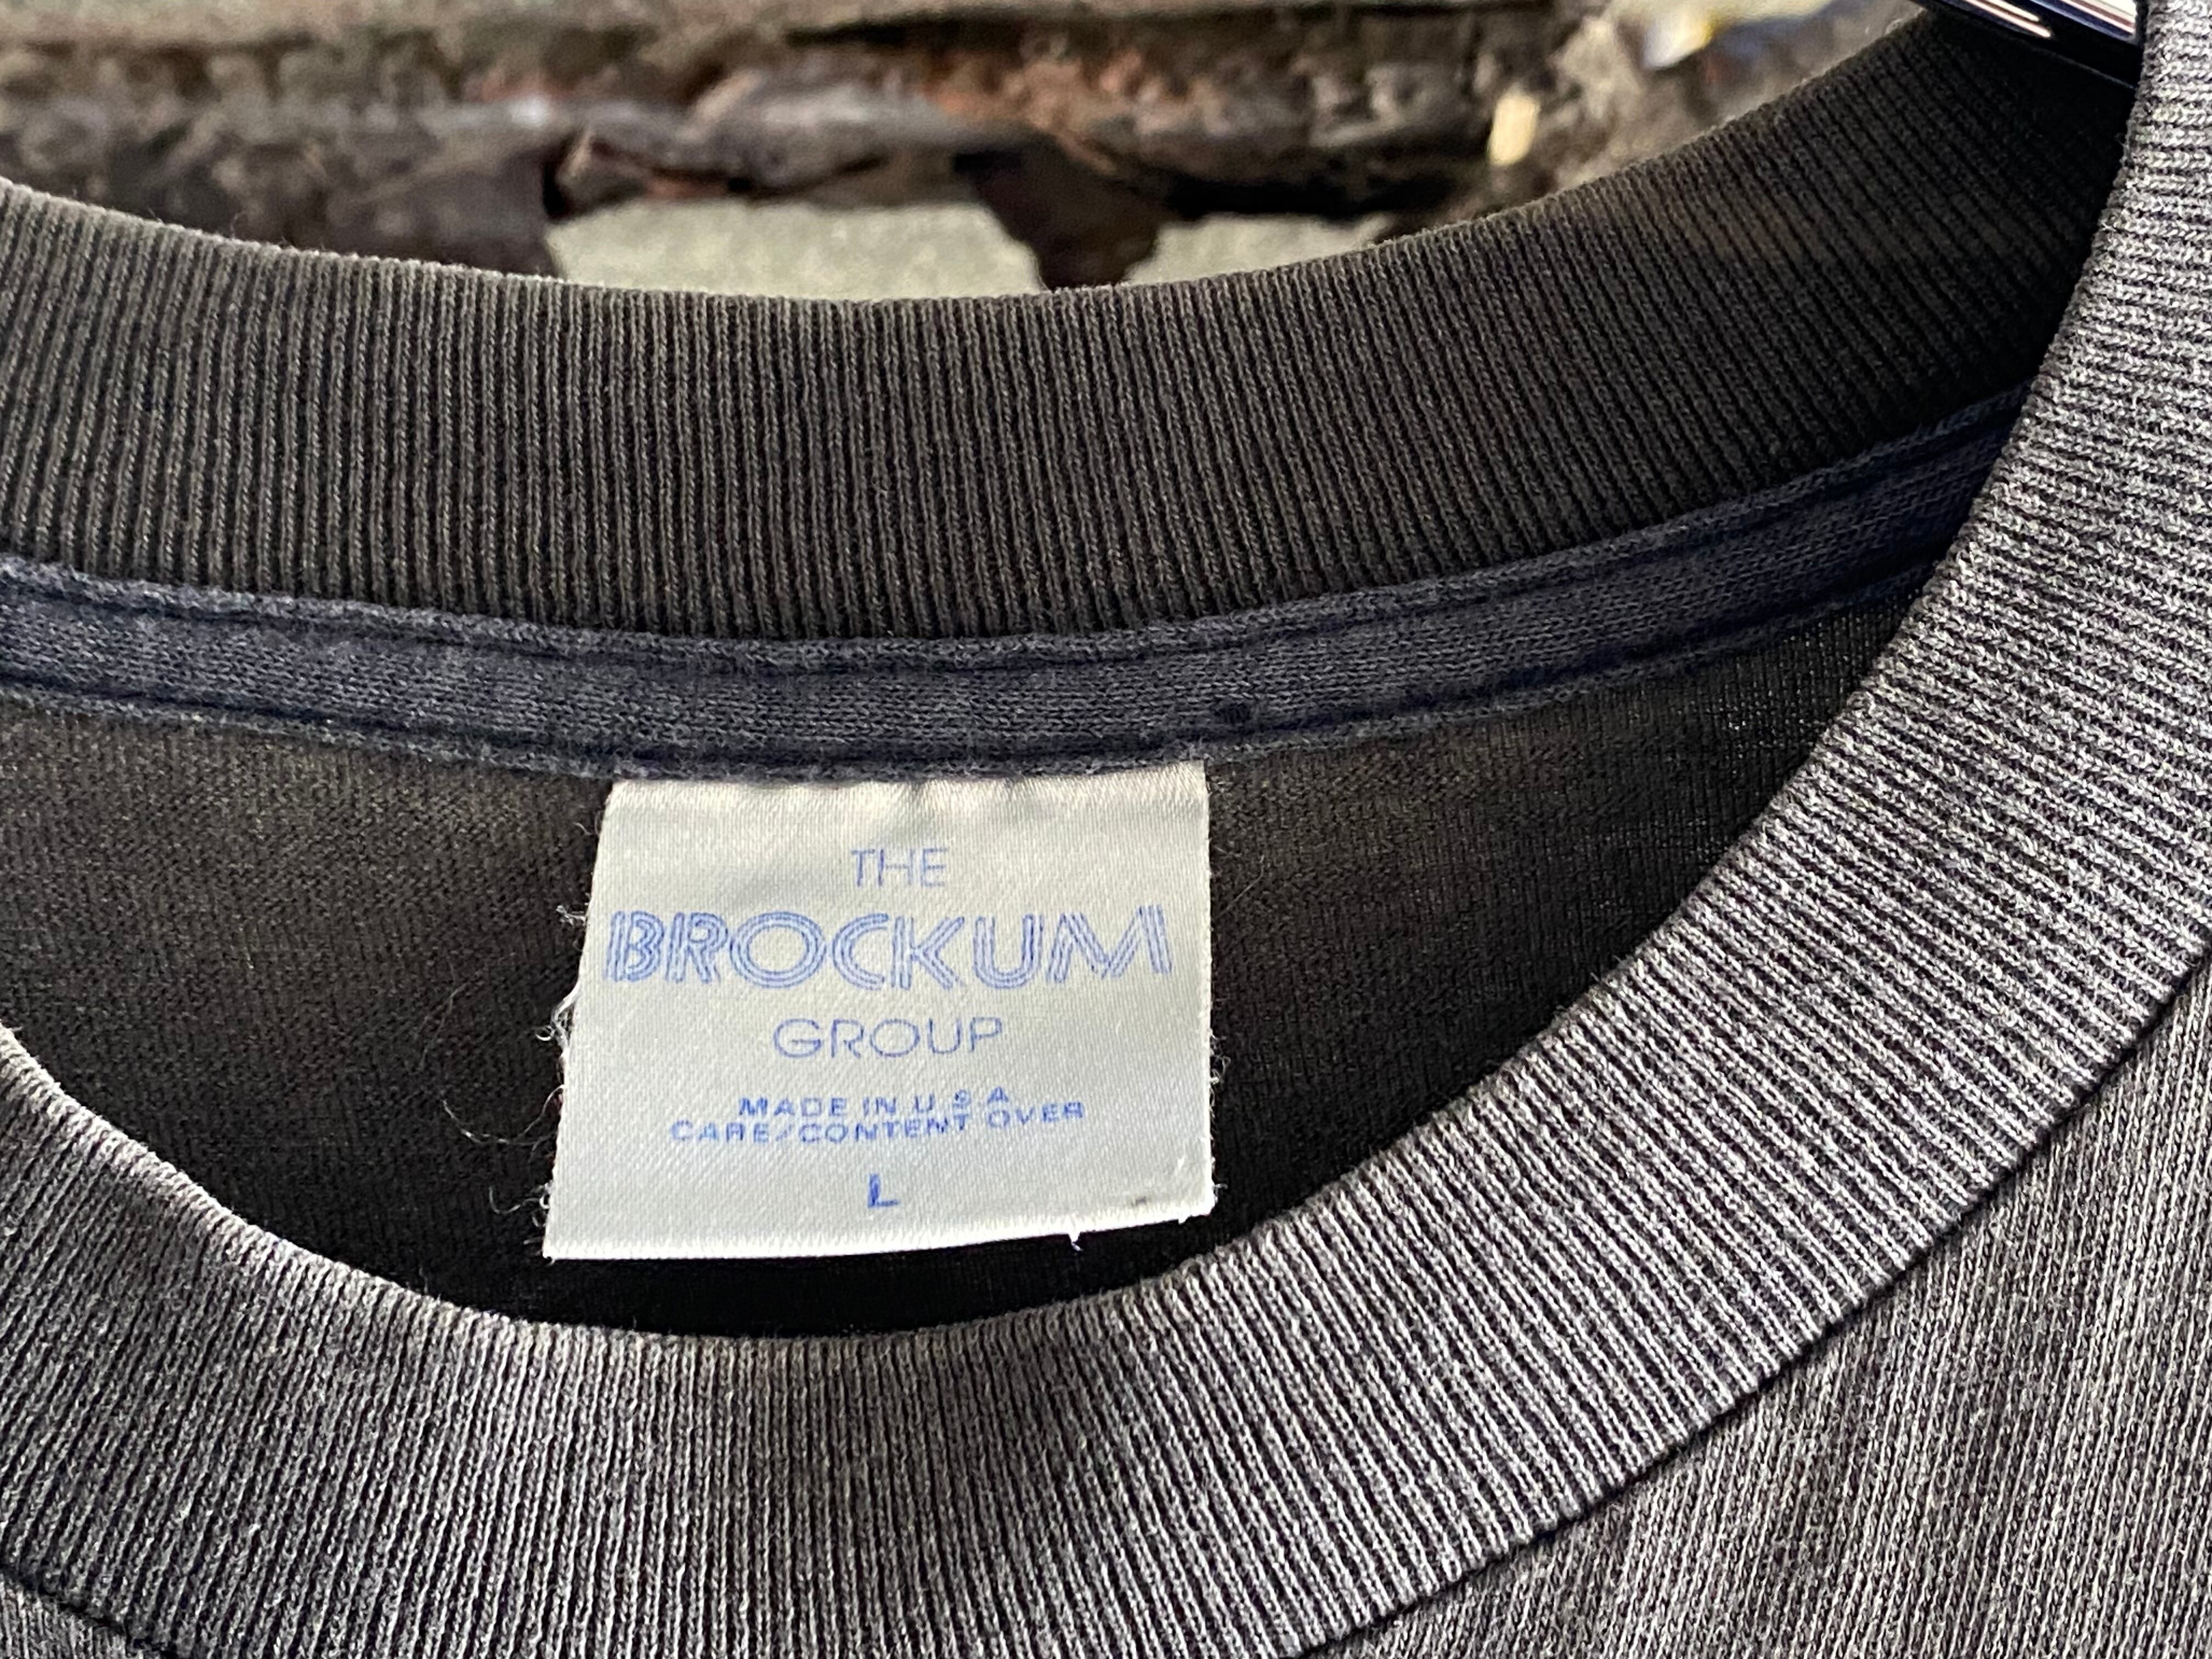 THE
BROCKUM
GROUP
MADE IN U S A
CARE/CONTENT OVER
L